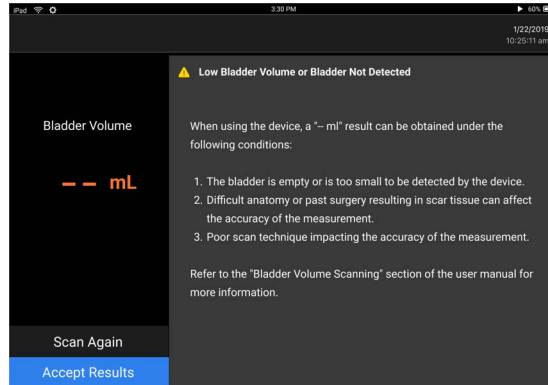 iPad 3:30 PM 60%
1/22/2019
10:25:11 am
Low Bladder Volume or Bladder Not Detected
Bladder Volume
-- mL
When using the device, a "-- ml" result can be obtained under the
following conditions:
1. The bladder is empty or is too small to be detected by the device.
2. Difficult anatomy or past surgery resulting in scar tissue can affect
the accuracy of the measurement.
3. Poor scan technique impacting the accuracy of the measurement.
Refer to the "Bladder Volume Scanning" section of the user manual for
more information.
Scan Again
Accept Results